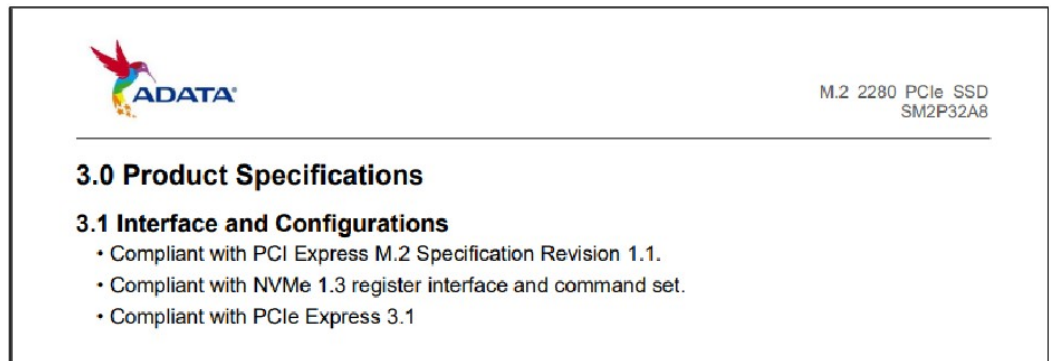 ADATA®
M.2 2280 PCIe SSD
SM2P32A8
3.0 Product Specifications
3.1 Interface and Configurations
• Compliant with PCI Express M.2 Specification Revision 1.1.
• Compliant with NVMe 1.3 register interface and command set.
• Compliant with PCIe Express 3.1